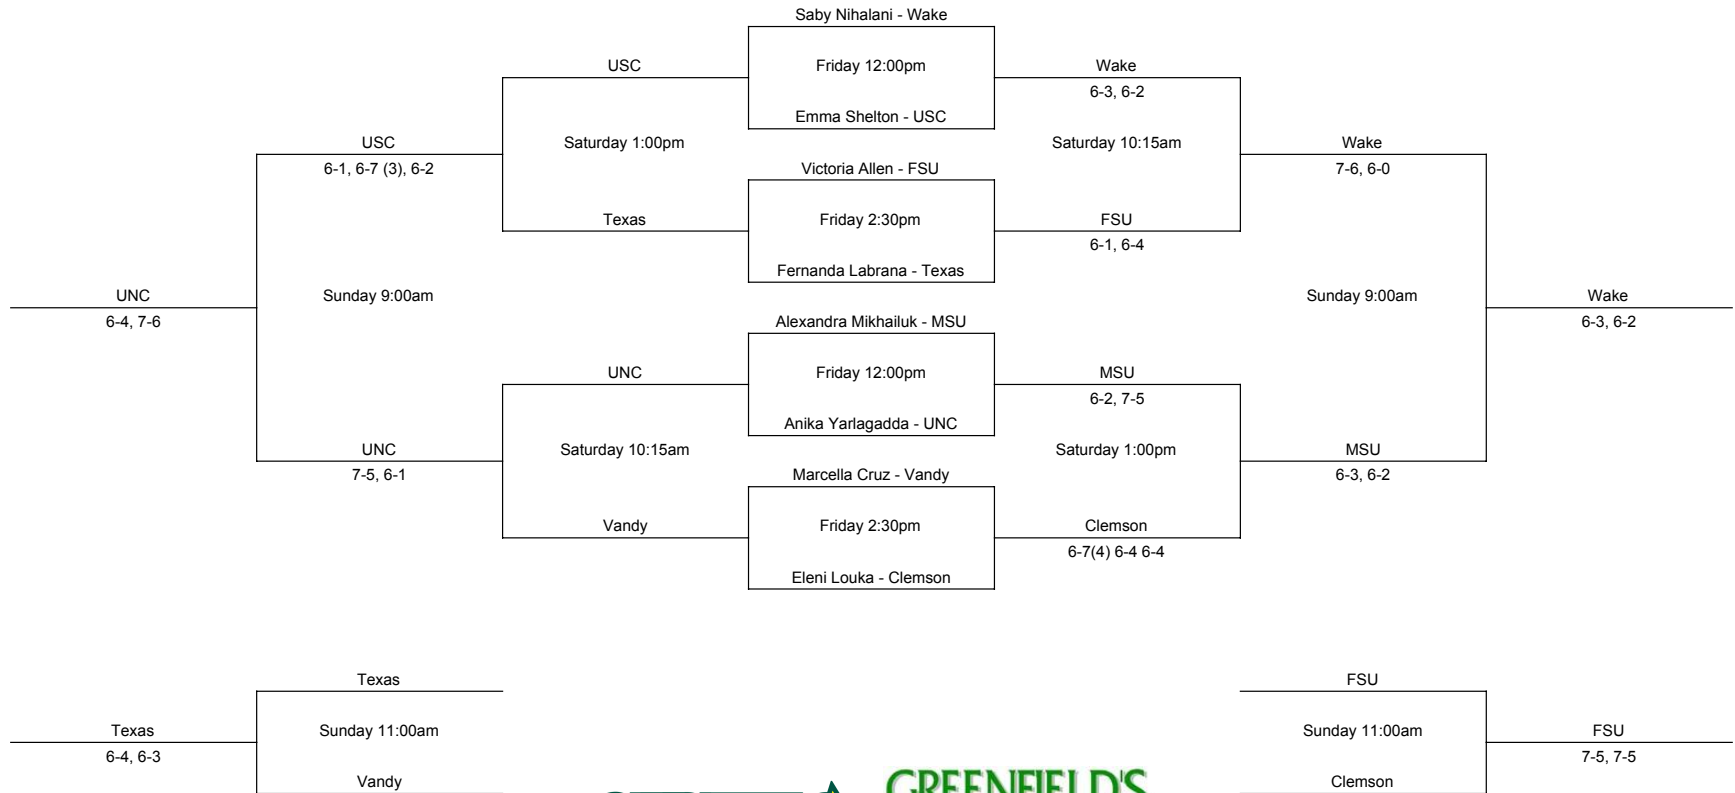 Saby Nihalani - Wake
USC
Friday 12:00pm
Wake
6-3, 6-2
Emma Shelton - USC
USC
Saturday 1:00pm
Saturday 10:15am
Wake
6-1, 6-7 (3), 6-2
Victoria Allen - FSU
7-6, 6-0
Texas
Friday 2:30pm
FSU
6-1, 6-4
Fernanda Labrana - Texas
UNC
Sunday 9:00am
Sunday 9:00am
Wake
6-4, 7-6
Alexandra Mikhailuk - MSU
6-3, 6-2
UNC
Friday 12:00pm
MSU
6-2, 7-5
Anika Yarlagadda - UNC
UNC
Saturday 10:15am
Saturday 1:00pm
MSU
7-5, 6-1
Marcella Cruz - Vandy
6-3, 6-2
Vandy
Friday 2:30pm
Clemson
6-7(4) 6-4 6-4
Eleni Louka - Clemson
Texas
FSU
Texas
Sunday 11:00am
Sunday 11:00am
FSU
6-4, 6-3
7-5, 7-5
Vandy
GREENFIELD'S
Clemson